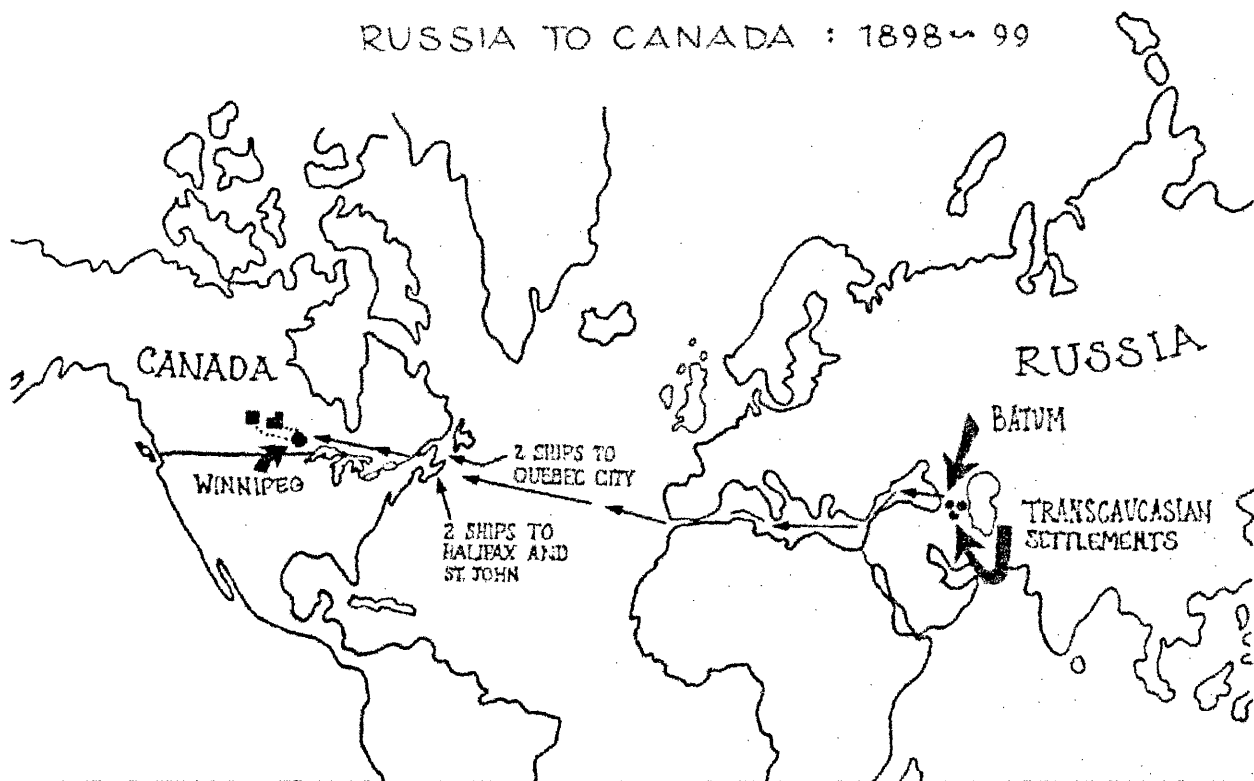 RUSSIA TO CANADA : 1898~99
CANADA
RUSSIA
BATUM
2 SHIPS TO
QUEBEC CITY
WINNIPEG
TRANSCAUCASIAN
SETTLEMENTS
2 SHIPS TO
HALIFAX AND
ST. JOHN